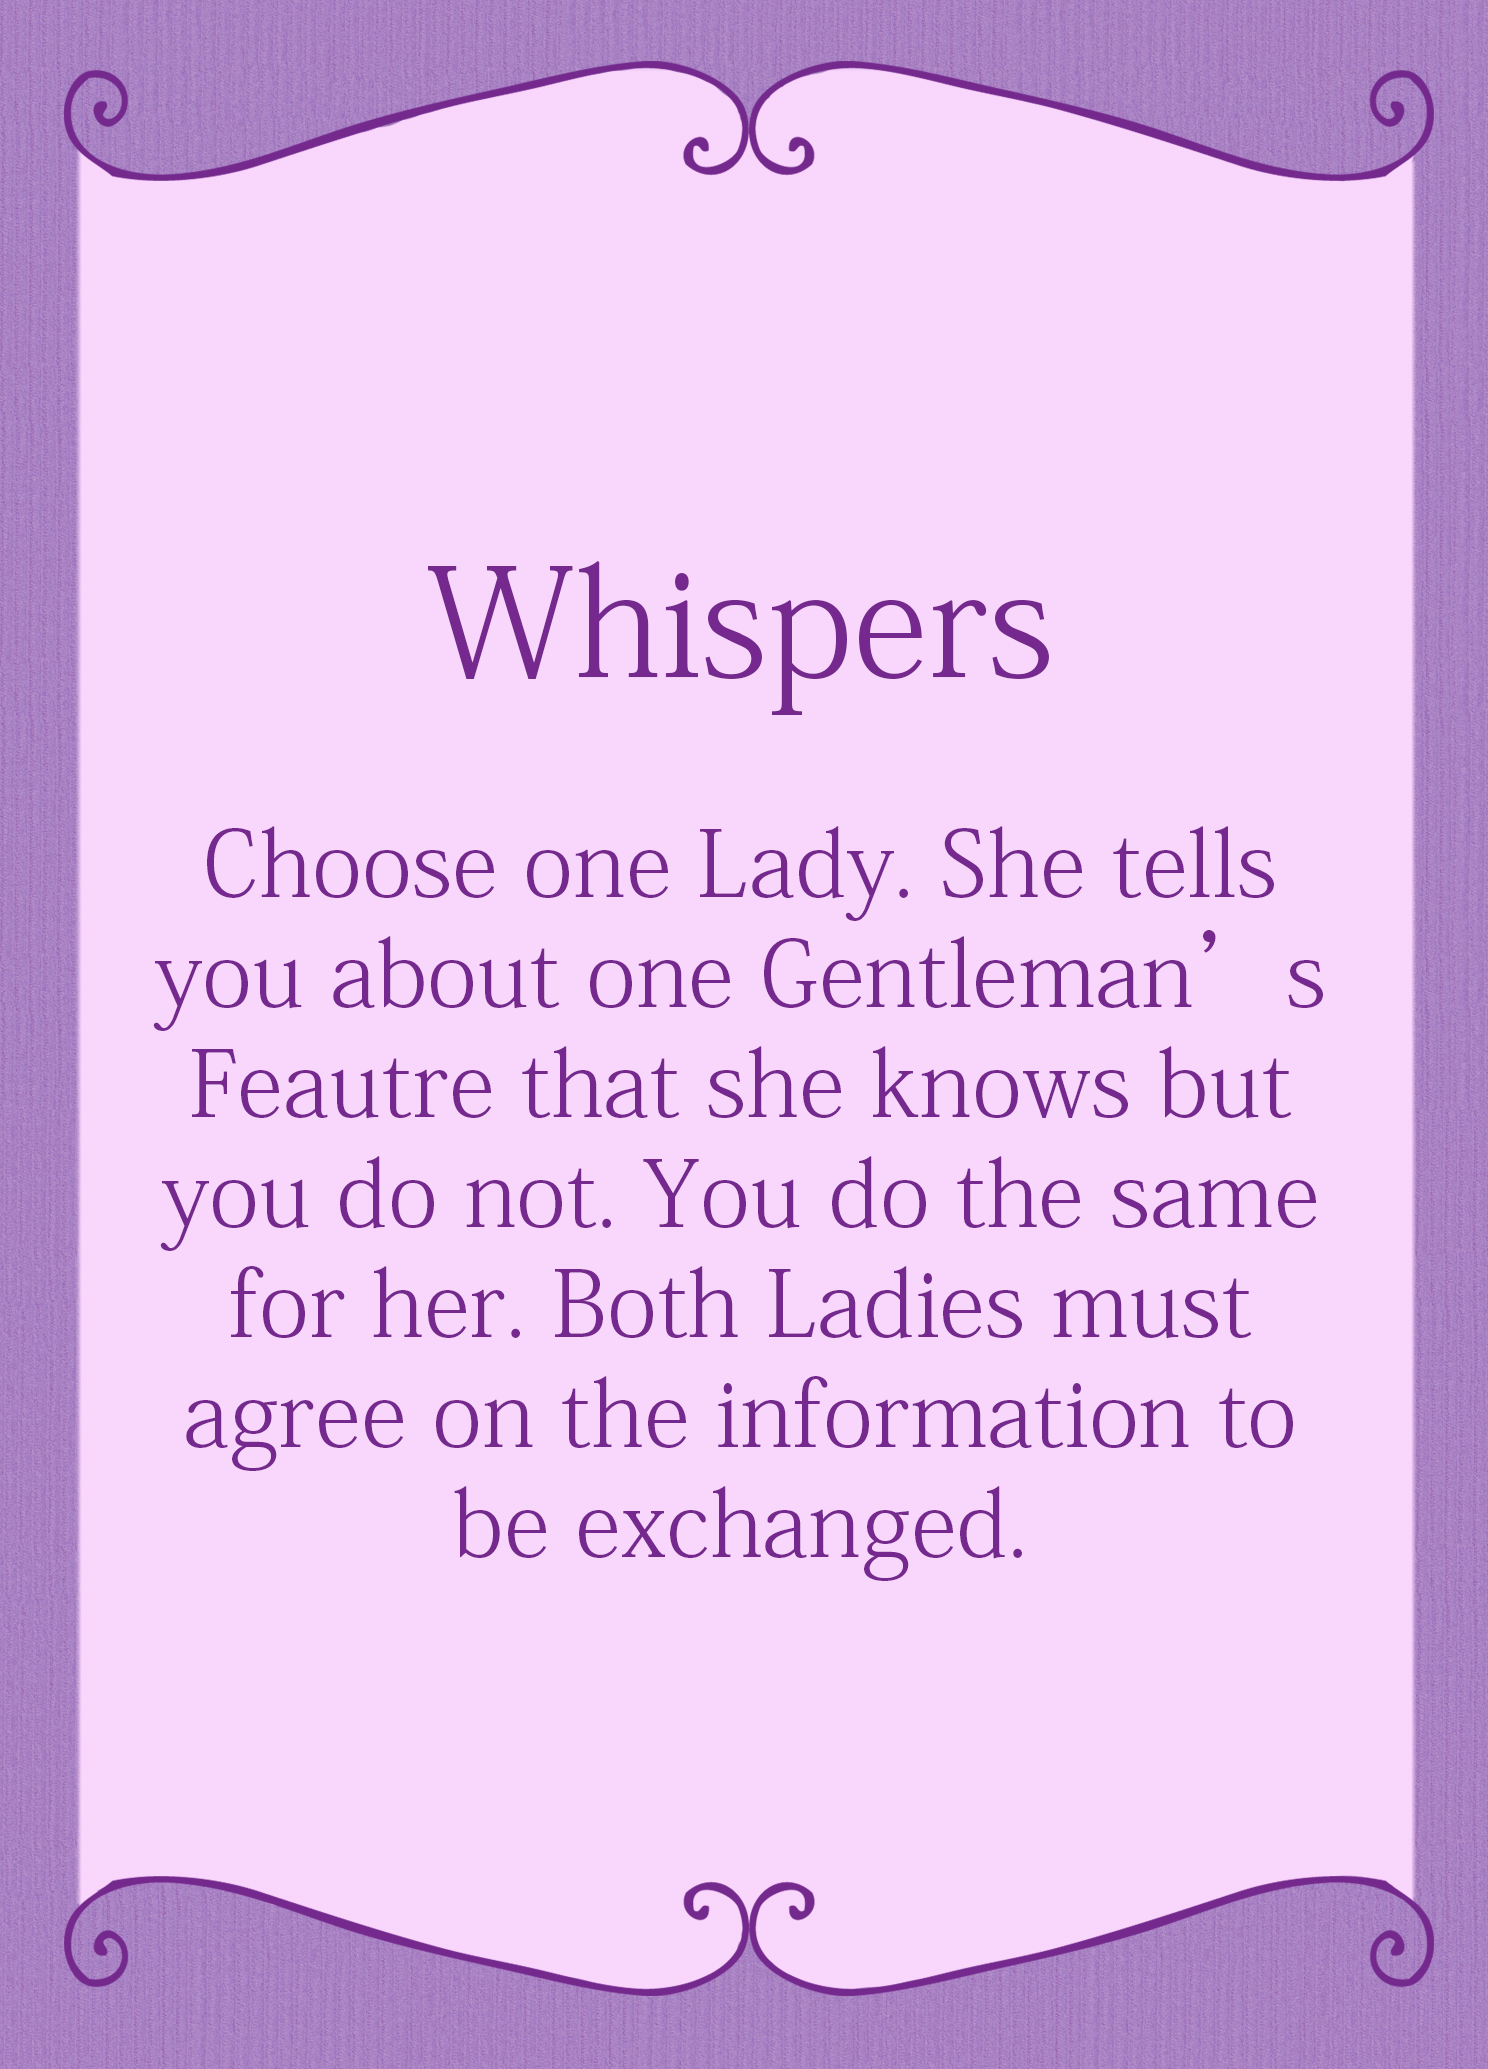 Whispers
Choose one Lady. She tells
you about one Gentleman’s
Feautre that she knows but
you do not. You do the same
for her. Both Ladies must
agree on the information to
be exchanged.